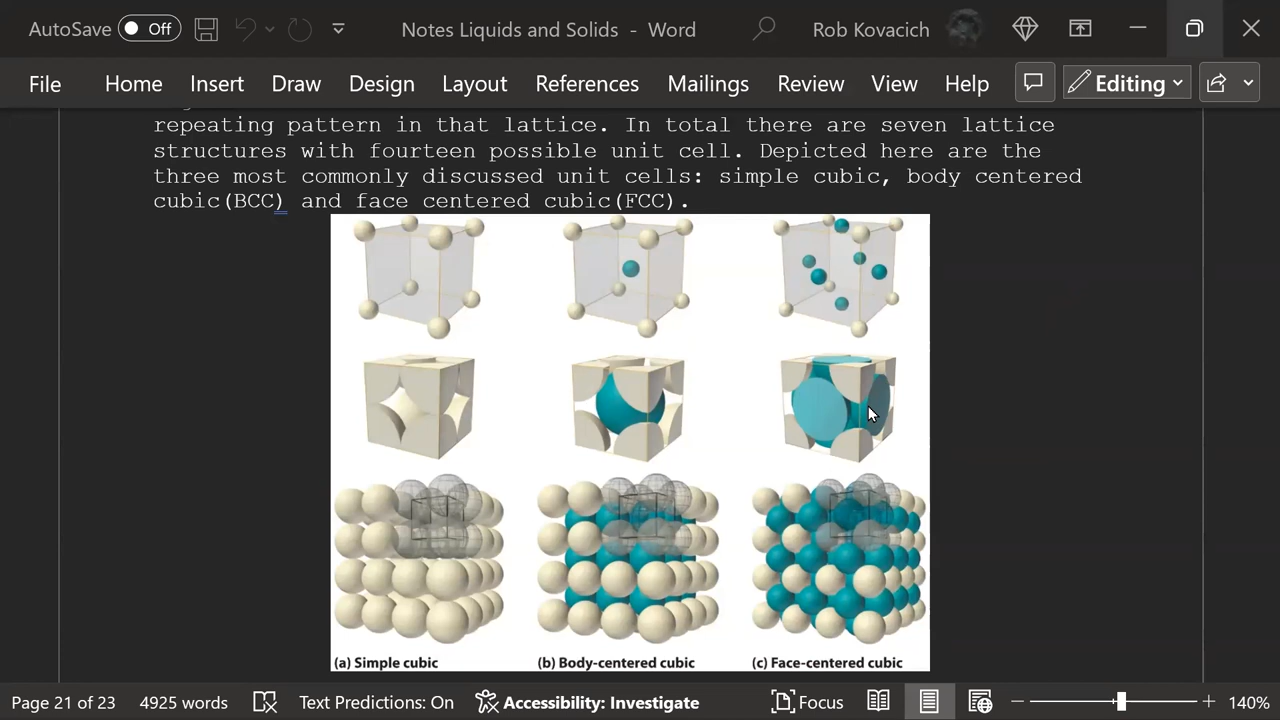 AutoSave Off Notes Liquids and Solids - Word Rob Kovacich
File Home Insert Draw Design Layout References Mailings Review View Help Editing
repeating pattern in that lattice. In total there are seven lattice
structures with fourteen possible unit cell. Depicted here are the
three most commonly discussed unit cells: simple cubic, body centered
cubic(BCC) and face centered cubic(FCC).
(a) Simple cubic (b) Body-centered cubic (c) Face-centered cubic
Page 21 of 23 4925 words Text Predictions: On Accessibility: Investigate Focus 140%